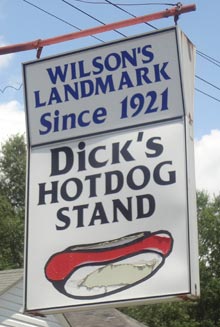 WILSON'S
LANDMARK
Since 1921
DICK'S
HOTDOG
STAND